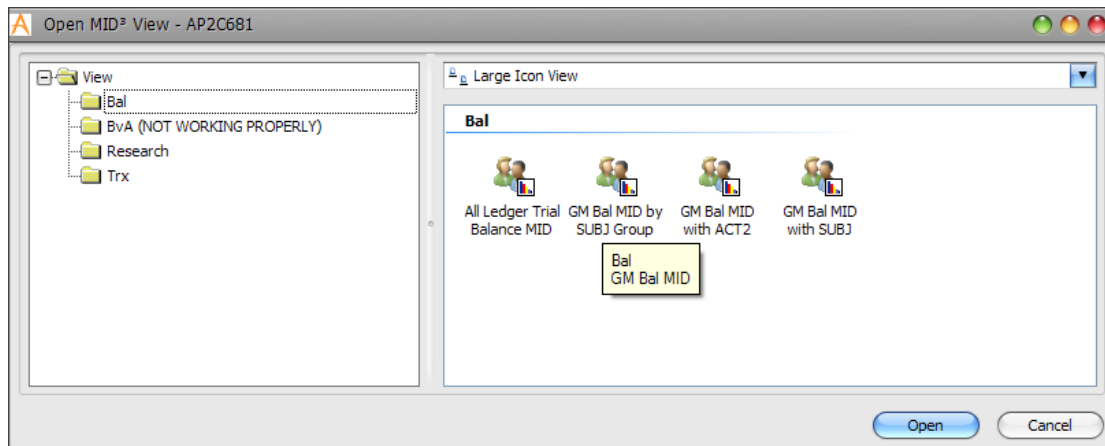 Open MID³ View - AP2C681
View
Bal
BvA (NOT WORKING PROPERLY)
Research
Trx
Large Icon View
Bal
All Ledger Trial
Balance MID
GM Bal MID by
SUBJ Group
GM Bal MID
with ACT2
GM Bal MID
with SUBJ
Bal
GM Bal MID
Open
Cancel